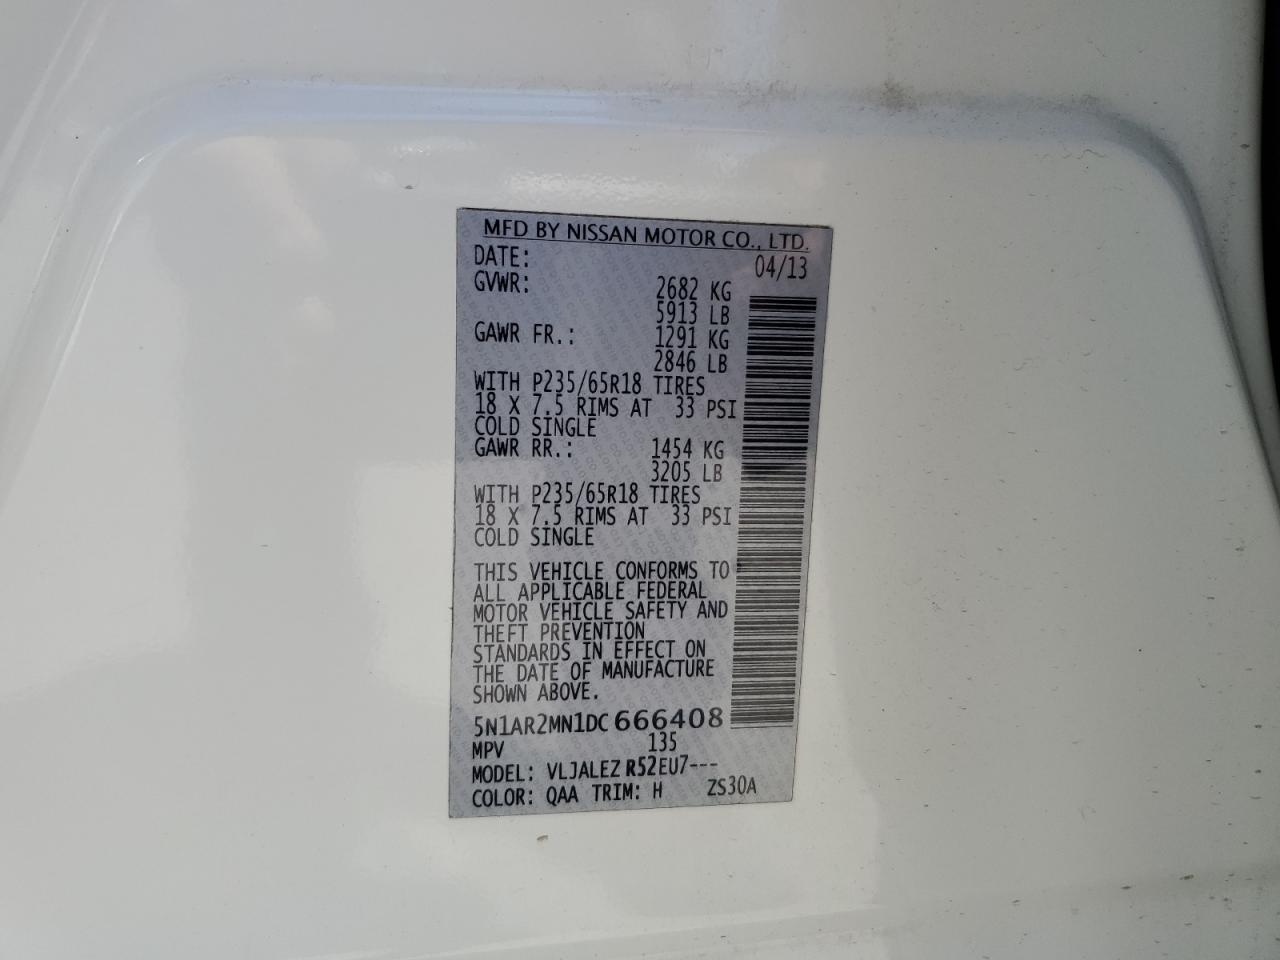 MFD BY NISSAN MOTOR CO., LTD.
DATE: 04/13
GVWR: 2682 KG
5913 LB
GAWR FR.: 1291 KG
2846 LB
WITH P235/65R18 TIRES
18 X 7.5 RIMS AT 33 PSI
COLD SINGLE
GAWR RR.: 1454 KG
3205 LB
WITH P235/65R18 TIRES
18 X 7.5 RIMS AT 33 PSI
COLD SINGLE
THIS VEHICLE CONFORMS TO
ALL APPLICABLE FEDERAL
MOTOR VEHICLE SAFETY AND
THEFT PREVENTION
STANDARDS IN EFFECT ON
THE DATE OF MANUFACTURE
SHOWN ABOVE.
5N1AR2MN1DC666408
MPV 135
MODEL: VLJALEZ R52EU7---
COLOR: QAA TRIM: H ZS30A